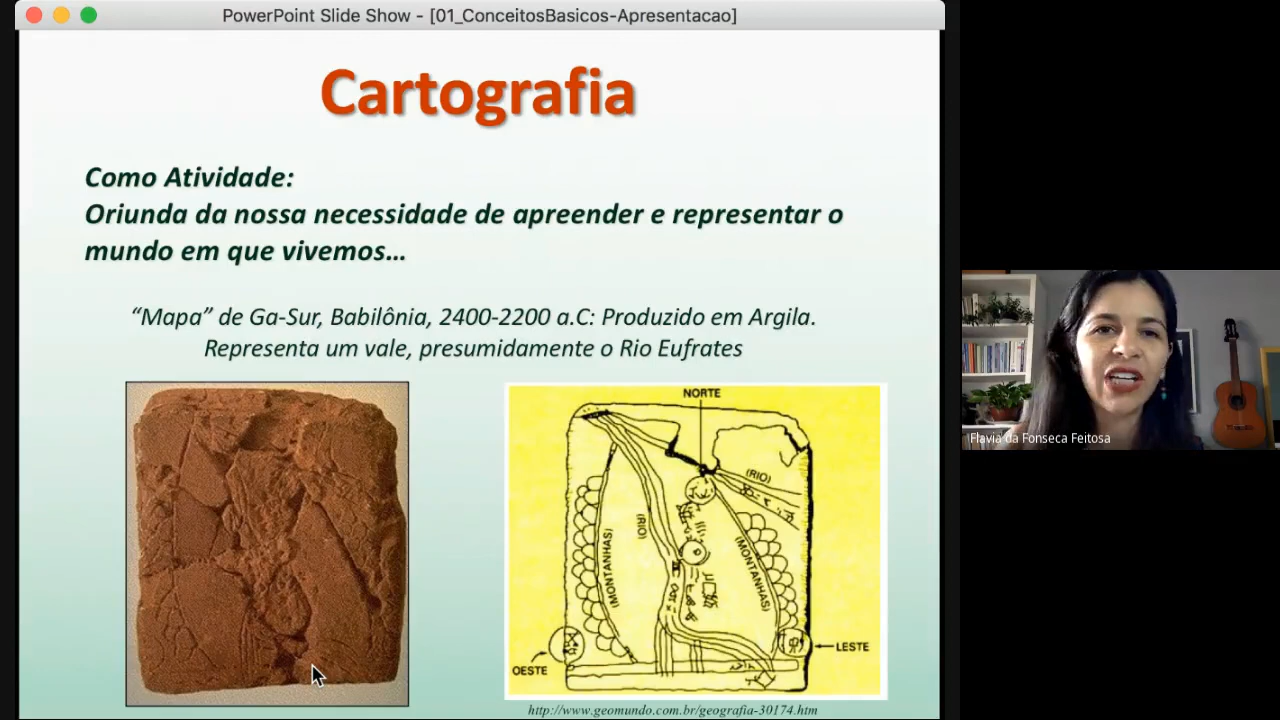 PowerPoint Slide Show - [01_ConceitosBasicos-Apresentacao]
Cartografia
Como Atividade:
Oriunda da nossa necessidade de apreender e representar o
mundo em que vivemos...
“Mapa” de Ga-Sur, Babilônia, 2400-2200 a.C: Produzido em Argila.
Representa um vale, presumidamente o Rio Eufrates
NORTE
(RIO)
(RIO)
(MONTANHAS)
(MONTANHAS)
OESTE
LESTE
http://www.geomundo.com.br/geografia-30174.htm
Flavia da Fonseca Feitosa